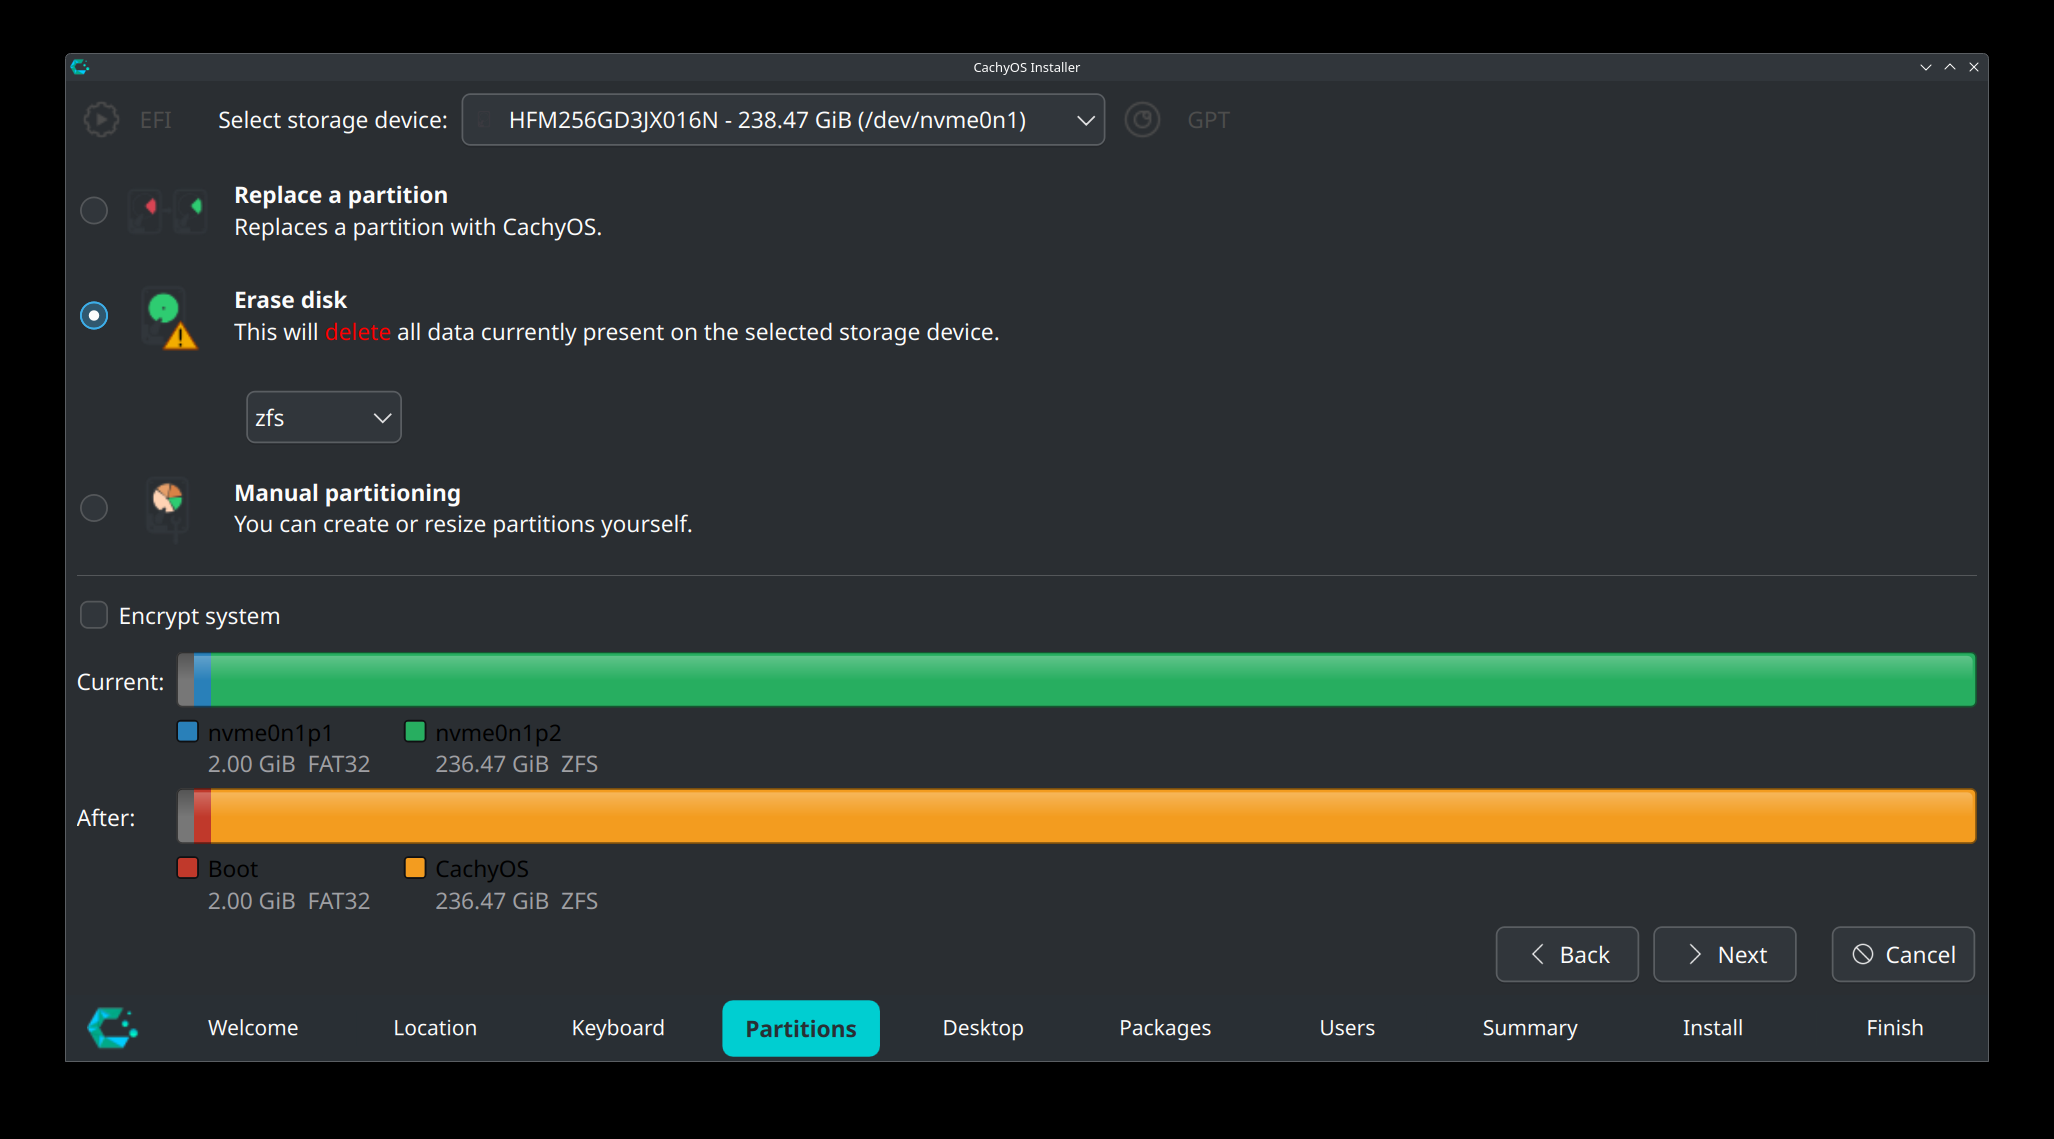 CachyOS Installer
EFI
Select storage device:
HFM256GD3JX016N - 238.47 GiB (/dev/nvme0n1)
GPT
Replace a partition
Replaces a partition with CachyOS.
Erase disk
This will delete all data currently present on the selected storage device.
zfs
Manual partitioning
You can create or resize partitions yourself.
Encrypt system
Current:
nvme0n1p1
2.00 GiB FAT32
nvme0n1p2
236.47 GiB ZFS
After:
Boot
2.00 GiB FAT32
CachyOS
236.47 GiB ZFS
Back
Next
Cancel
Welcome
Location
Keyboard
Partitions
Desktop
Packages
Users
Summary
Install
Finish